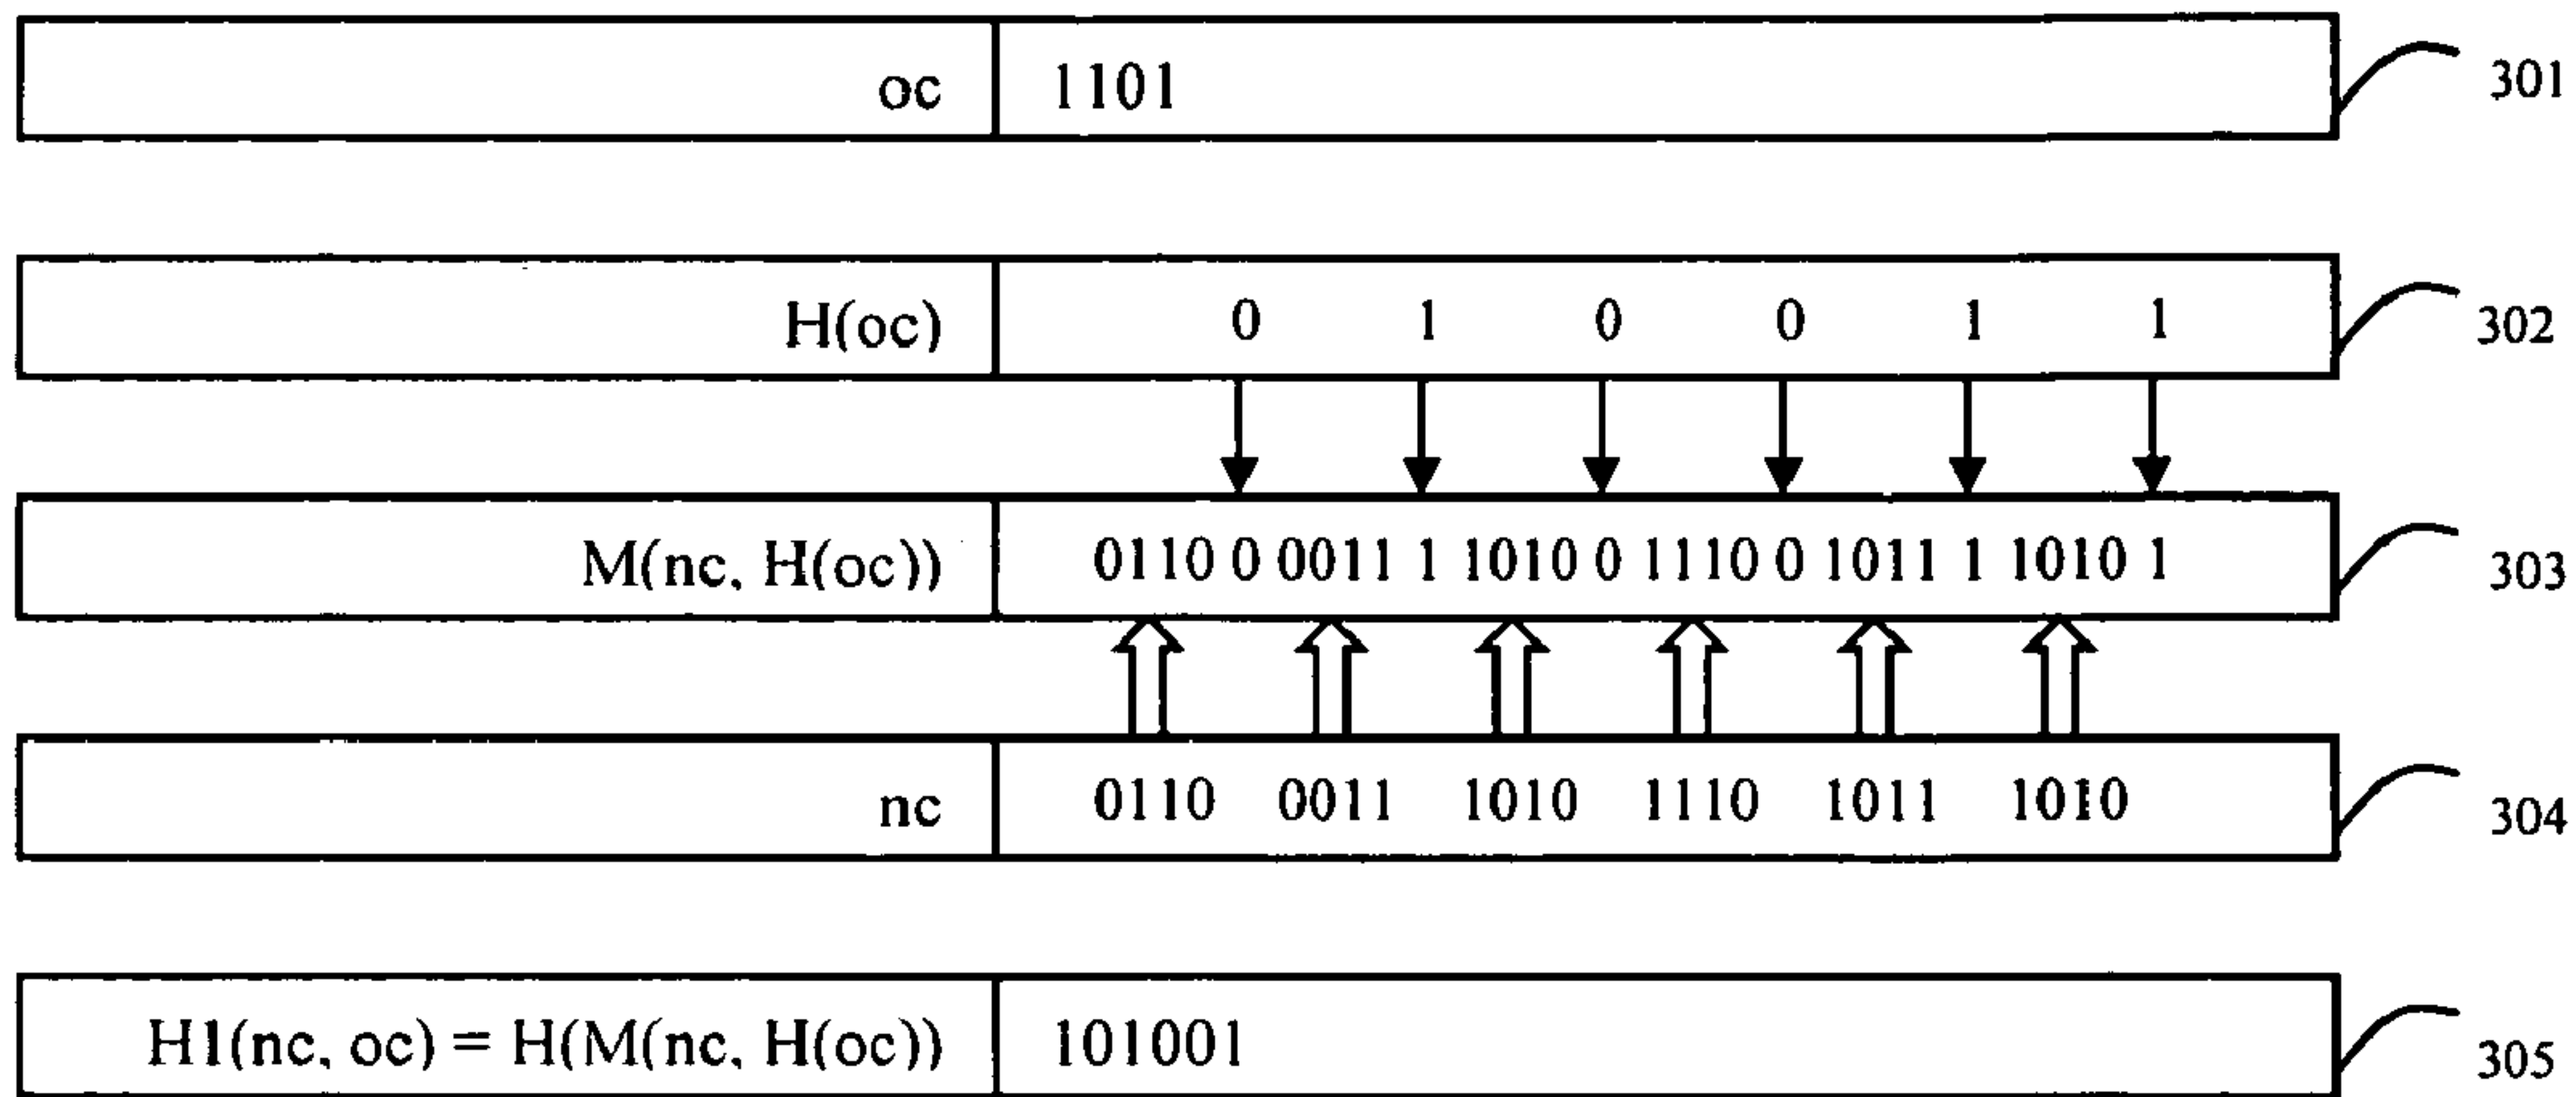 oc 1101 301
H(oc) 0 1 0 0 1 1 302
M(nc, H(oc)) 0110 0 0011 1 1010 0 1110 0 1011 1 1010 1 303
nc 0110 0011 1010 1110 1011 1010 304
H1(nc, oc) = H(M(nc, H(oc)) 101001 305